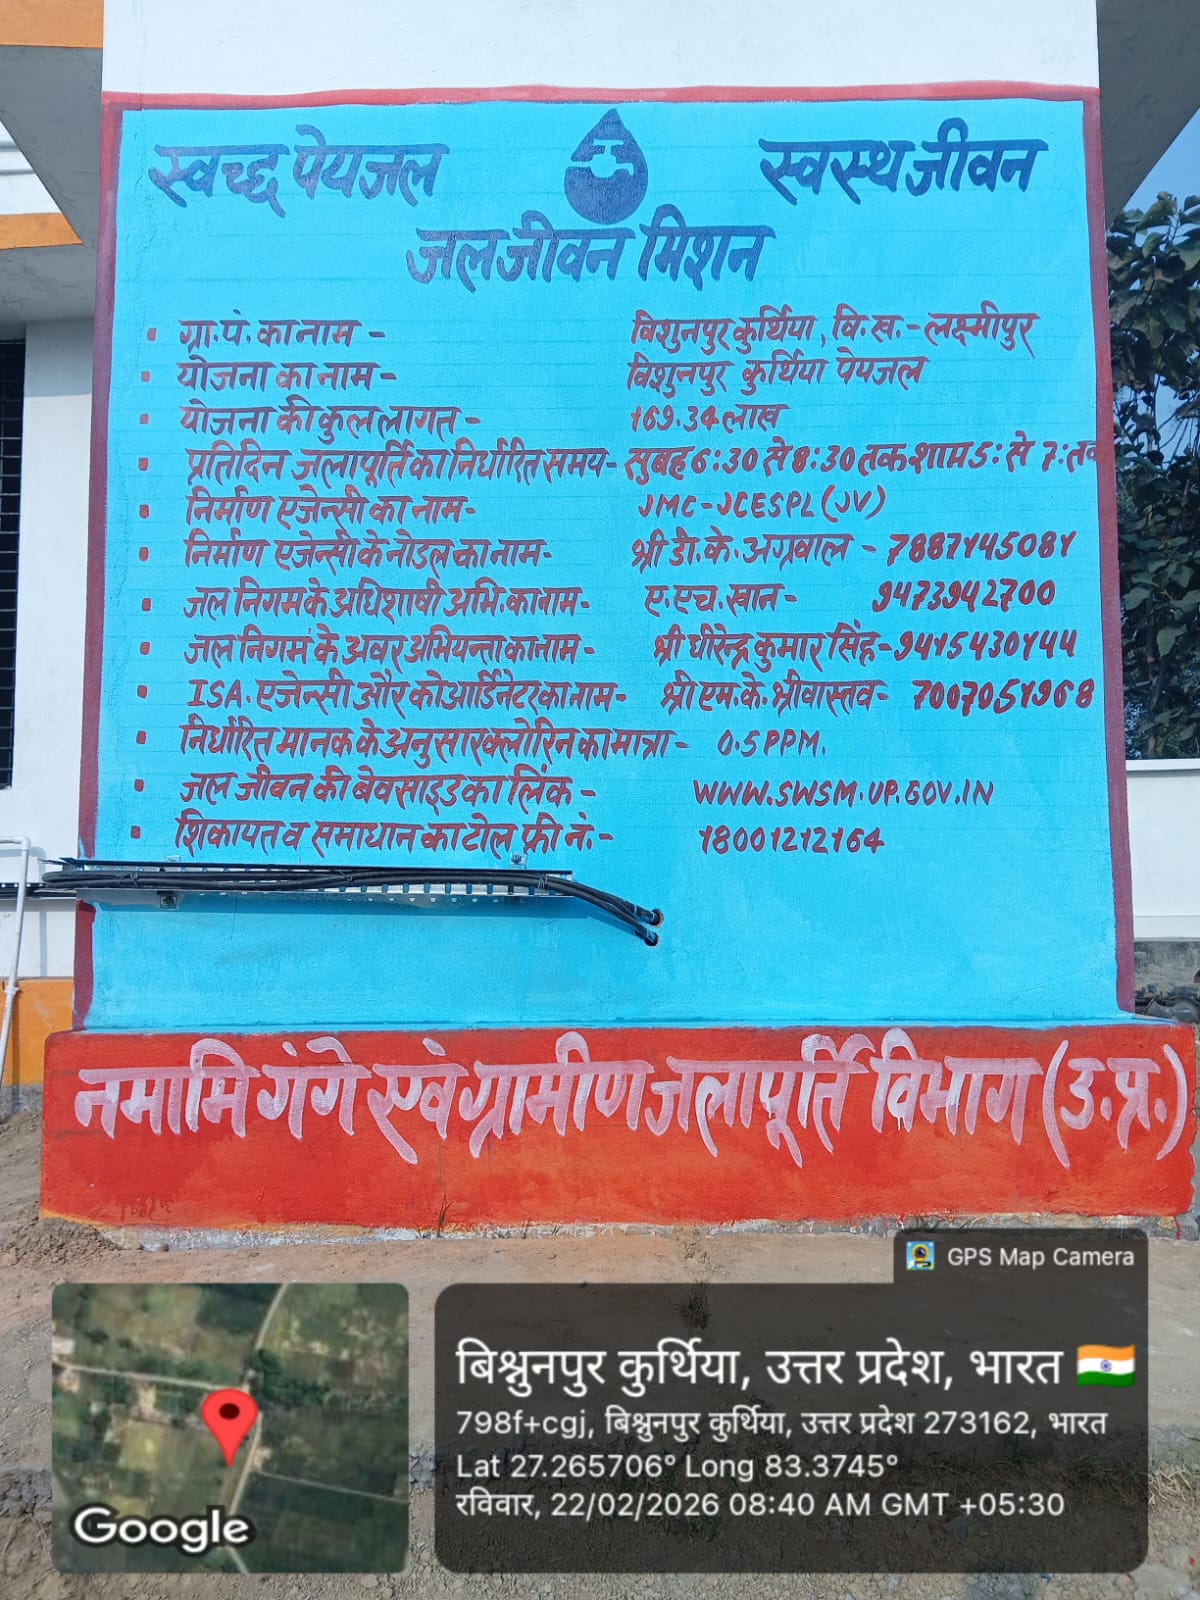 स्वच्छ पेयजल स्वस्थ जीवन
जल जीवन मिशन
ग्रा.पं. का नाम - विशुनपुर कुर्थिया, वि.ख.- लक्ष्मीपुर
योजना का नाम - विशुनपुर कुर्थिया पेयजल
योजना की कुल लागत - 169.34 लाख
प्रतिदिन जलापूर्ति का निर्धारित समय- सुबह 6:30 से 8:30 तक शाम 5: से 7: तक
निर्माण एजेन्सी का नाम- JMC-JCESPL(JV)
निर्माण एजेन्सी के नोडल का नाम- श्री डी.के. अग्रवाल - 7887145081
जल निगम के अधिशाषी अभि. का नाम- ए.एच. खान - 9473942700
जल निगम के अवर अभियन्ता का नाम- श्री धीरेन्द्र कुमार सिंह-9415430144
ISA. एजेन्सी और कोआर्डिनेटर का नाम- श्री एम.के. श्रीवास्तव- 7007051968
निर्धारित मानक के अनुसार क्लोरिन का मात्रा - 0.5 PPM.
जल जीवन की बेवसाइड का लिंक - WWW.SWSM.UP.GOV.IN
शिकायत व समाधान का टोल फ्री नं.- 18001212164
नमामि गंगे एवं ग्रामीण जलापूर्ति विभाग (उ.प्र.)
GPS Map Camera
बिश्नुनपुर कुर्थिया, उत्तर प्रदेश, भारत
798f+cgj, बिश्नुनपुर कुर्थिया, उत्तर प्रदेश 273162, भारत
Lat 27.265706° Long 83.3745°
रविवार, 22/02/2026 08:40 AM GMT +05:30
Google